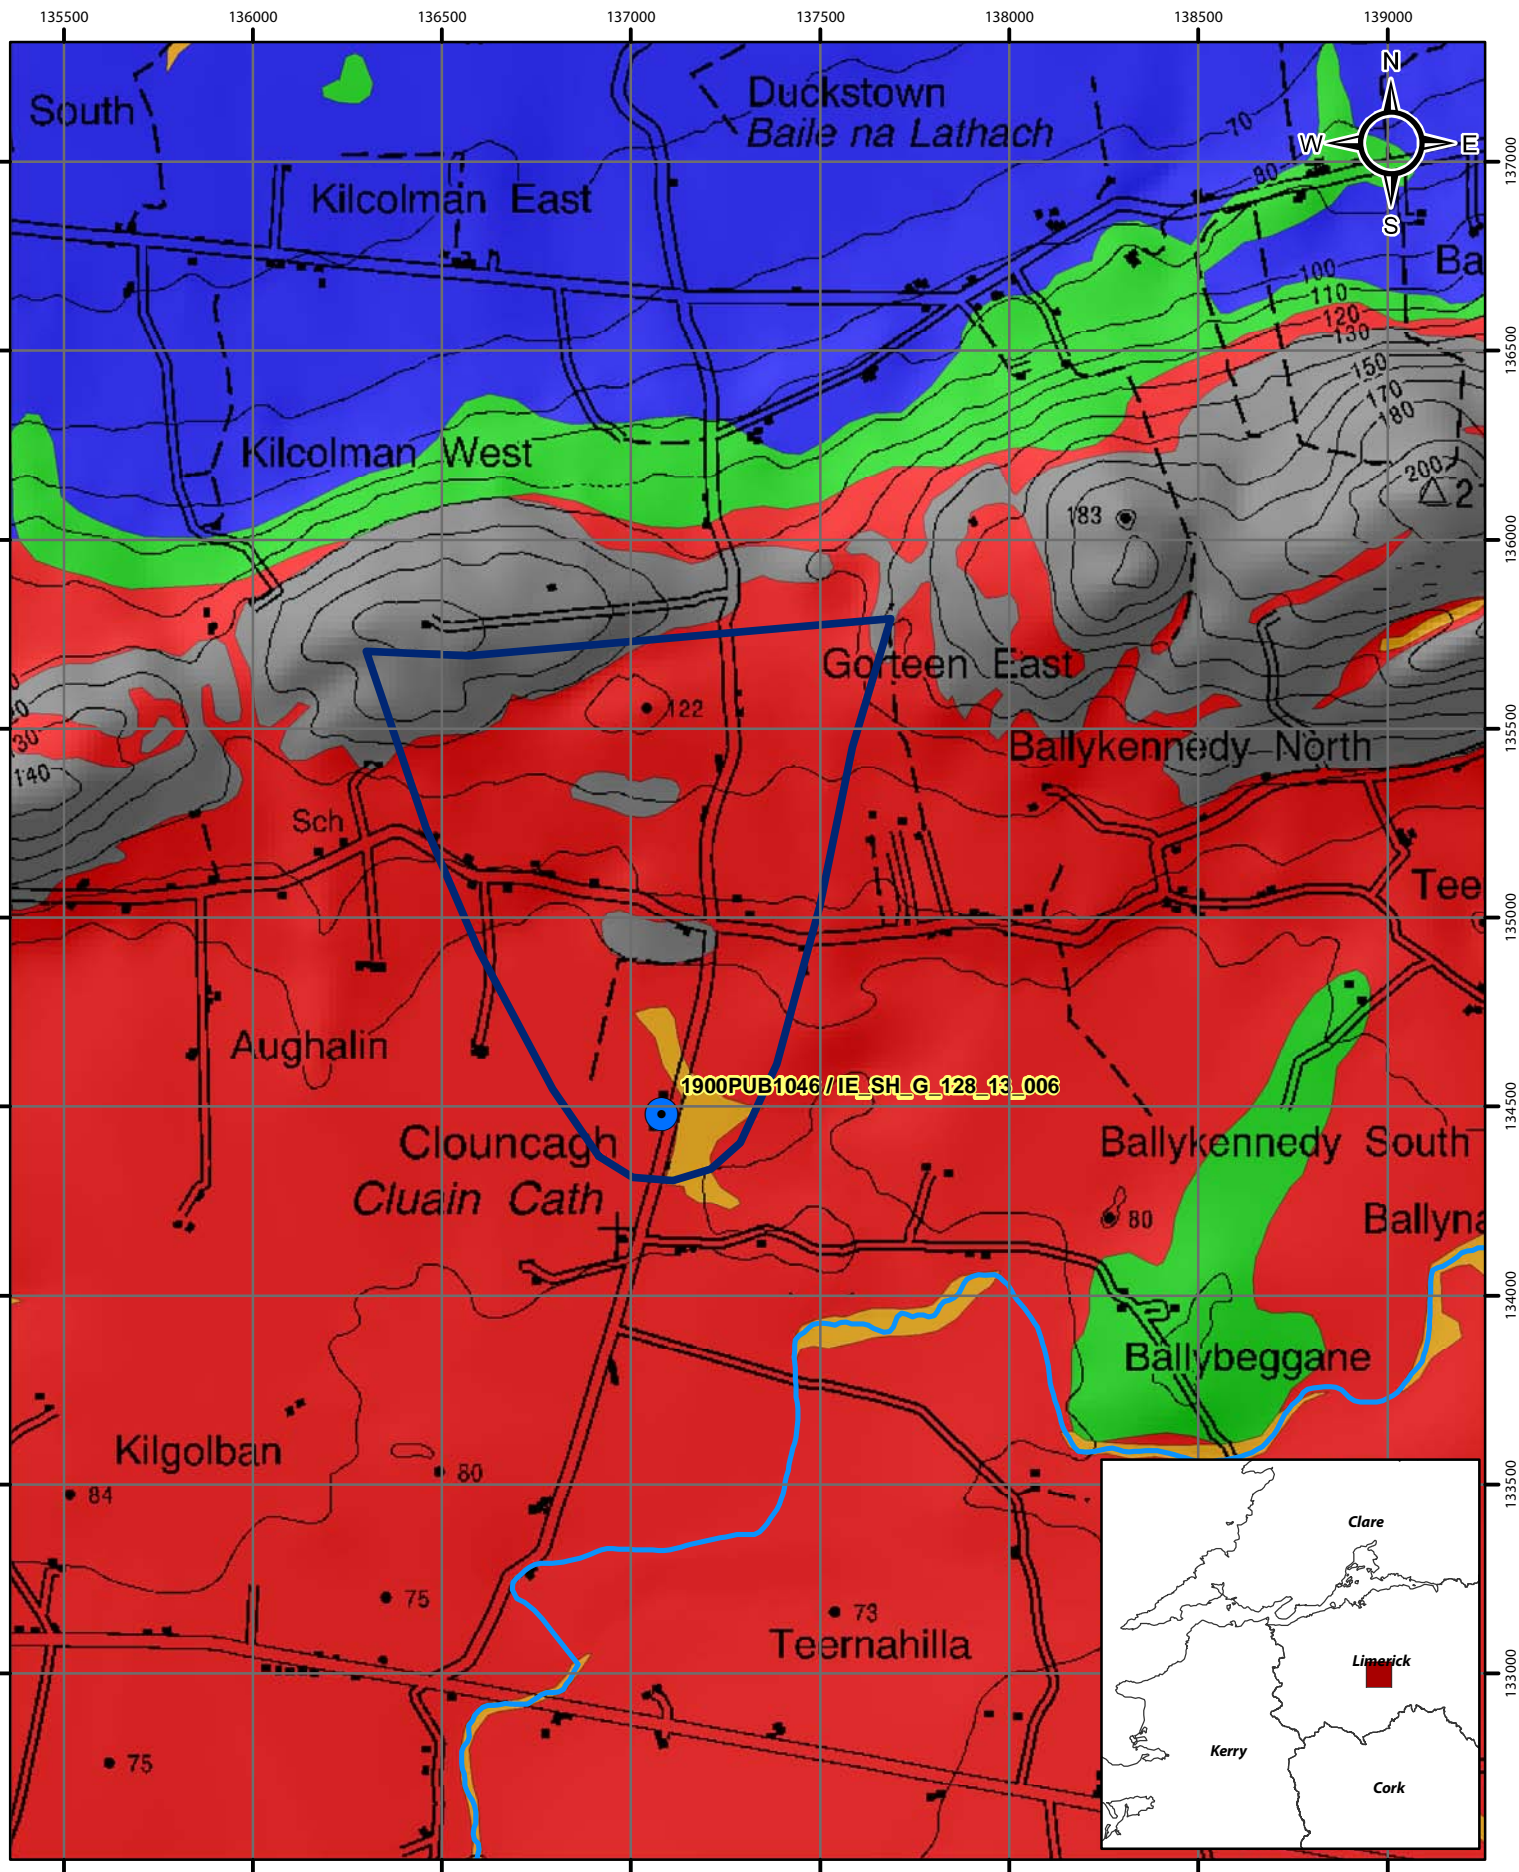 135500 136000 136500 137000 137500 138000 138500 139000
N
W E
S
South
Duckstown
Baile na Lathach
70
137000
80
Kilcolman East
Ba
100
110
120
130
136500
150
170
180
Kilcolman West
200
2
183
136000
Gorteen East
122
135500
Ballykennedy North
30
140
Sch
Tee
135000
Aughalin
1900PUB1046 / IE_SH_G_128_13_006
134500
Clouncagh
Cluain Cath
Ballykennedy South
80
Ballyna
134000
Ballybeggane
Kilgolban
80
84
133500
Clare
75
73
Teernahilla
Limerick
133000
Kerry
75
Cork